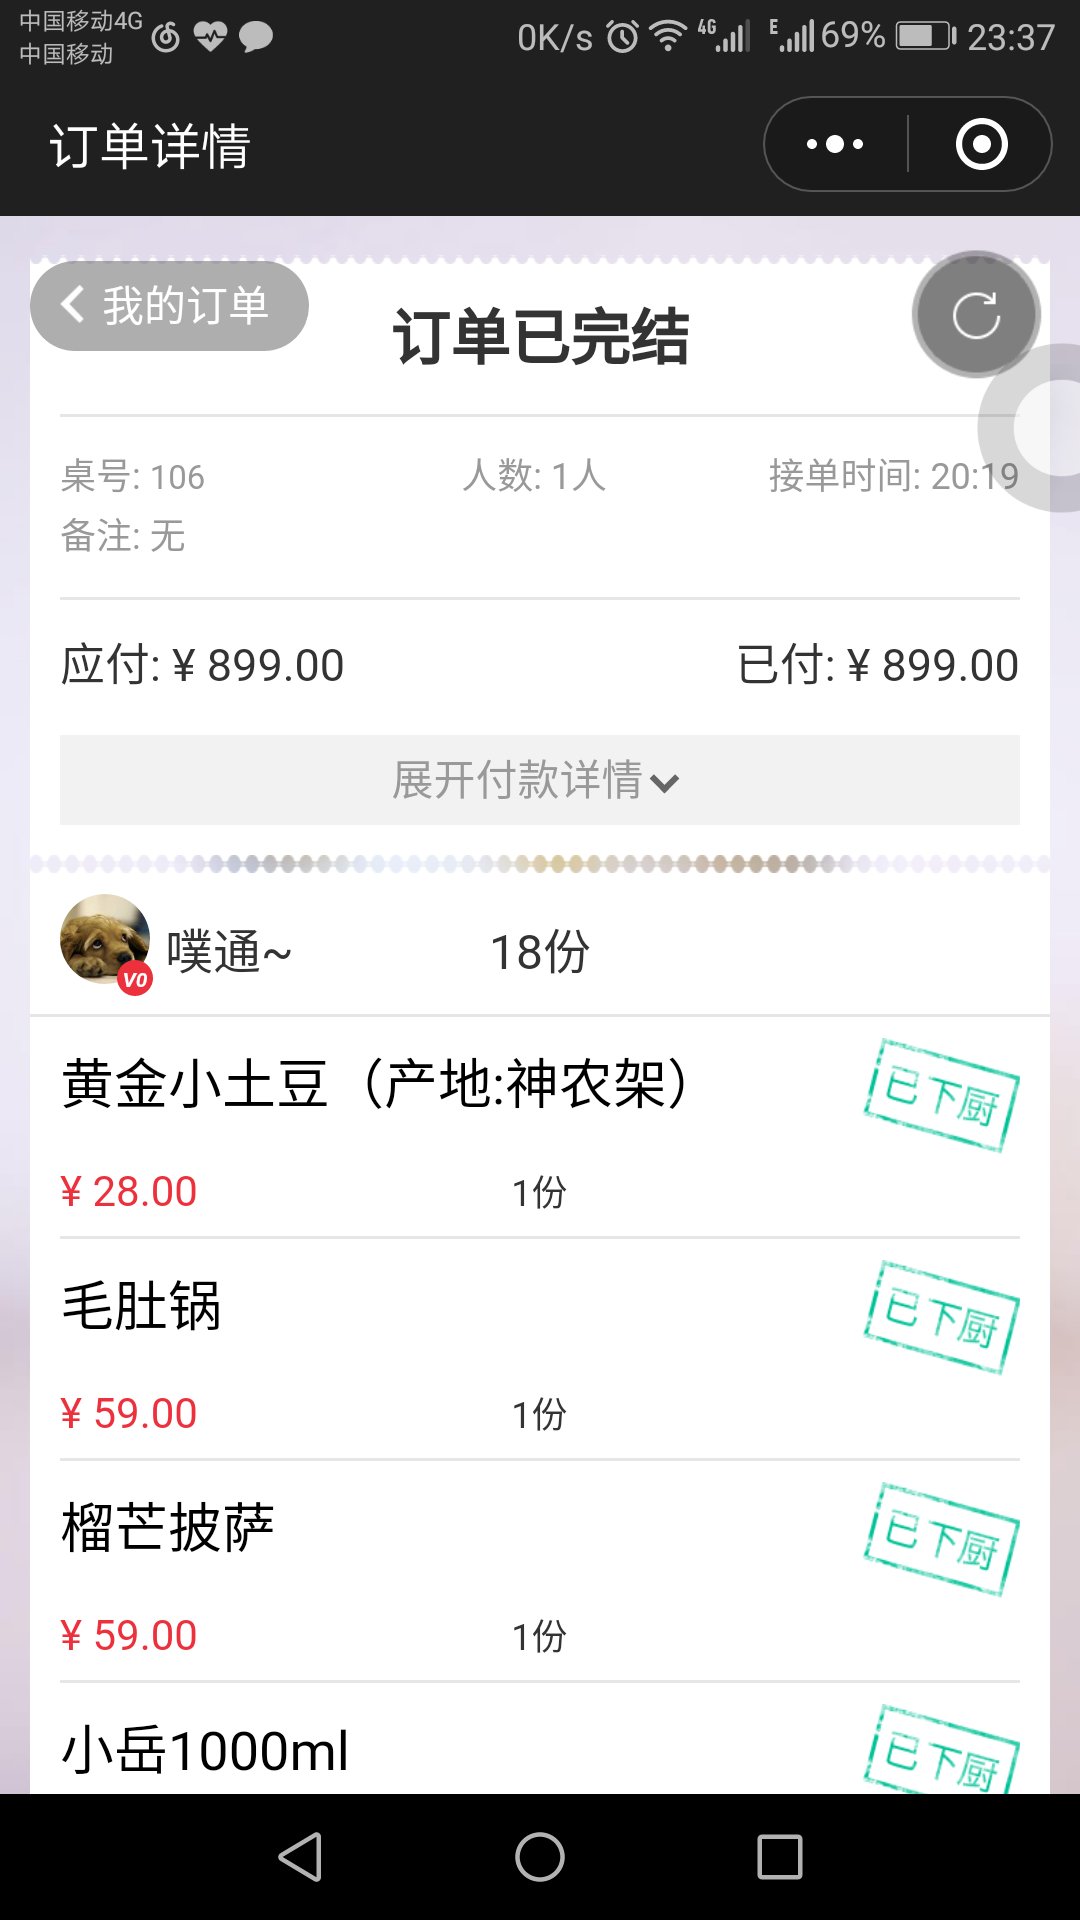 中国移动4G
中国移动
0K/s 4G E 69% 23:37
订单详情
我的订单
订单已完结
桌号: 106 人数: 1人 接单时间: 20:19
备注: 无
应付: ¥ 899.00 已付: ¥ 899.00
展开付款详情
噗通~ 18份
V0
黄金小土豆（产地:神农架）
已下厨
¥ 28.00 1份
毛肚锅
已下厨
¥ 59.00 1份
榴芒披萨
已下厨
¥ 59.00 1份
小岳1000ml
已下厨